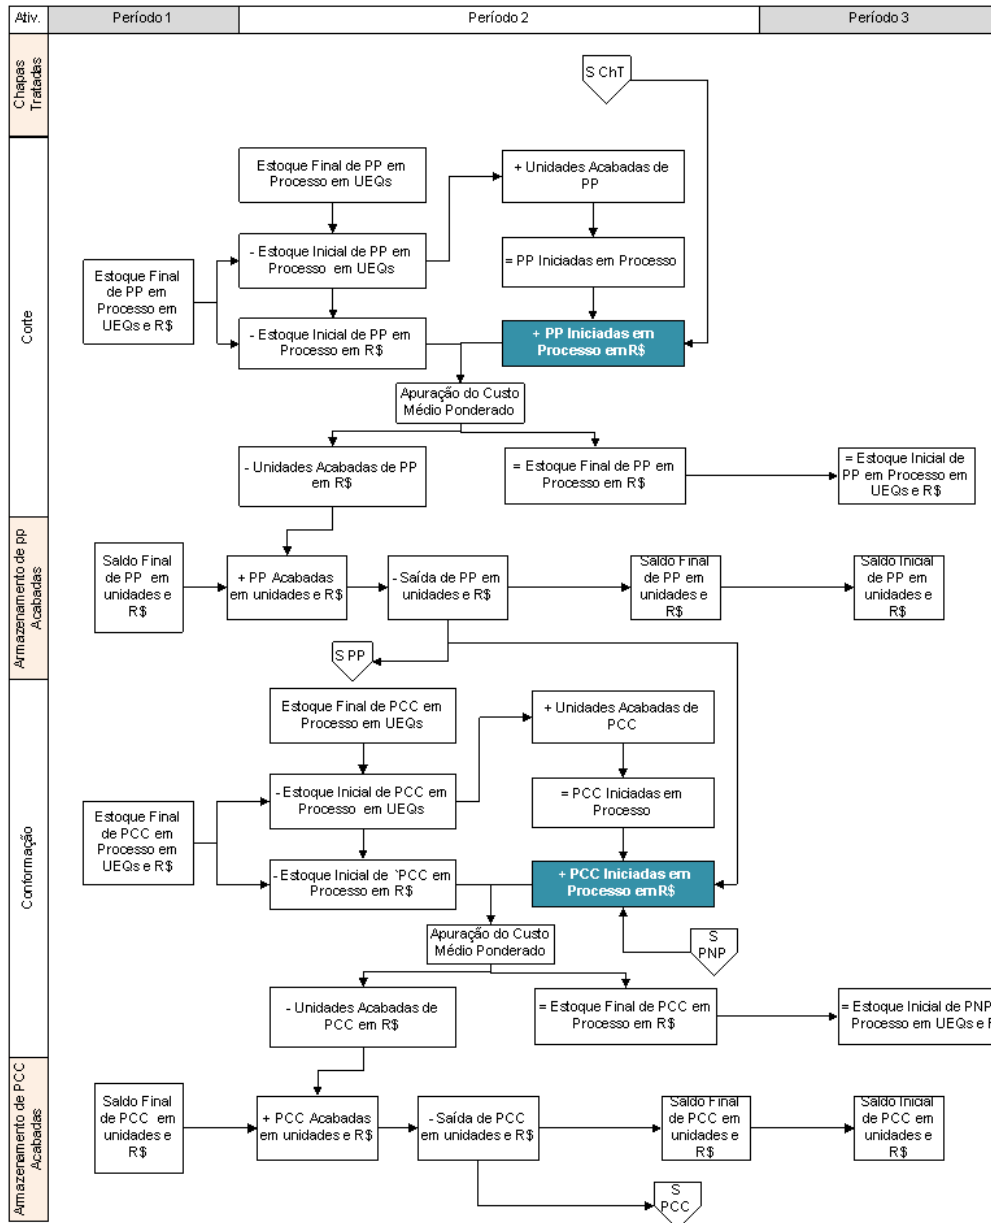 Ativ.
Período 1
Período 2
Período 3
Chapas
Tratadas
S ChT
Corte
Estoque Final de PP em
Processo em UEQs
+ Unidades Acabadas de
PP
- Estoque Inicial de PP em
Processo em UEQs
= PP Iniciadas em Processo
Estoque Final
de PP em
Processo em
UEQs e R$
- Estoque Inicial de PP em
Processo em R$
+ PP Iniciadas em
Processo em R$
Apuração do Custo
Médio Ponderado
- Unidades Acabadas de PP
em R$
= Estoque Final de PP em
Processo em R$
= Estoque Inicial de
PP em Processo em
UEQs e R$
Armazenamento de pp
Acabadas
Saldo Final
de PP em
unidades e
R$
+ PP Acabadas
em unidades e R$
- Saída de PP em
unidades e R$
Saldo Final
de PP em
unidades e
R$
Saldo Inicial
de PP em
unidades e
R$
S PP
Conformação
Estoque Final de PCC em
Processo em UEQs
+ Unidades Acabadas de
PCC
- Estoque Inicial de PCC em
Processo em UEQs
= PCC Iniciadas em
Processo
Estoque Final
de PCC em
Processo em
UEQs e R$
- Estoque Inicial de `PCC em
Processo em R$
+ PCC Iniciadas em
Processo em R$
Apuração do Custo
Médio Ponderado
S
PNP
- Unidades Acabadas de
PCC em R$
= Estoque Final de PCC em
Processo em R$
= Estoque Inicial de PNP
Processo em UEQs e R
Armazenamento de PCC
Acabadas
Saldo Final
de PCC em
unidades e
R$
+ PCC Acabadas
em unidades e R$
- Saída de PCC
em unidades e R$
Saldo Final
de PCC em
unidades e
R$
Saldo Inicial
de PCC em
unidades e
R$
S
PCC